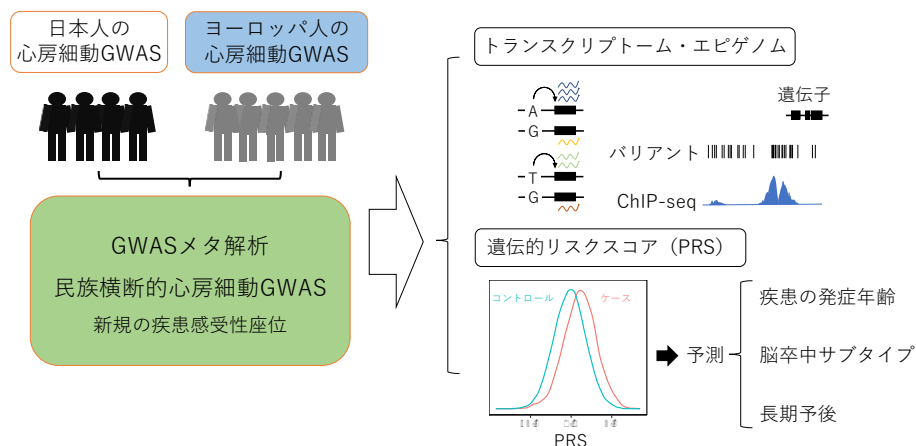 日本人の
心房細動GWAS
ヨーロッパ人の
心房細動GWAS
GWASメタ解析
民族横断的心房細動GWAS
新規の疾患感受性座位
トランスクリプトーム・エピゲノム
A
G
T
G
遺伝子
バリアント
ChIP-seq
遺伝的リスクスコア（PRS）
コントロール
ケース
PRS
予測
疾患の発症年齢
脳卒中サブタイプ
長期予後